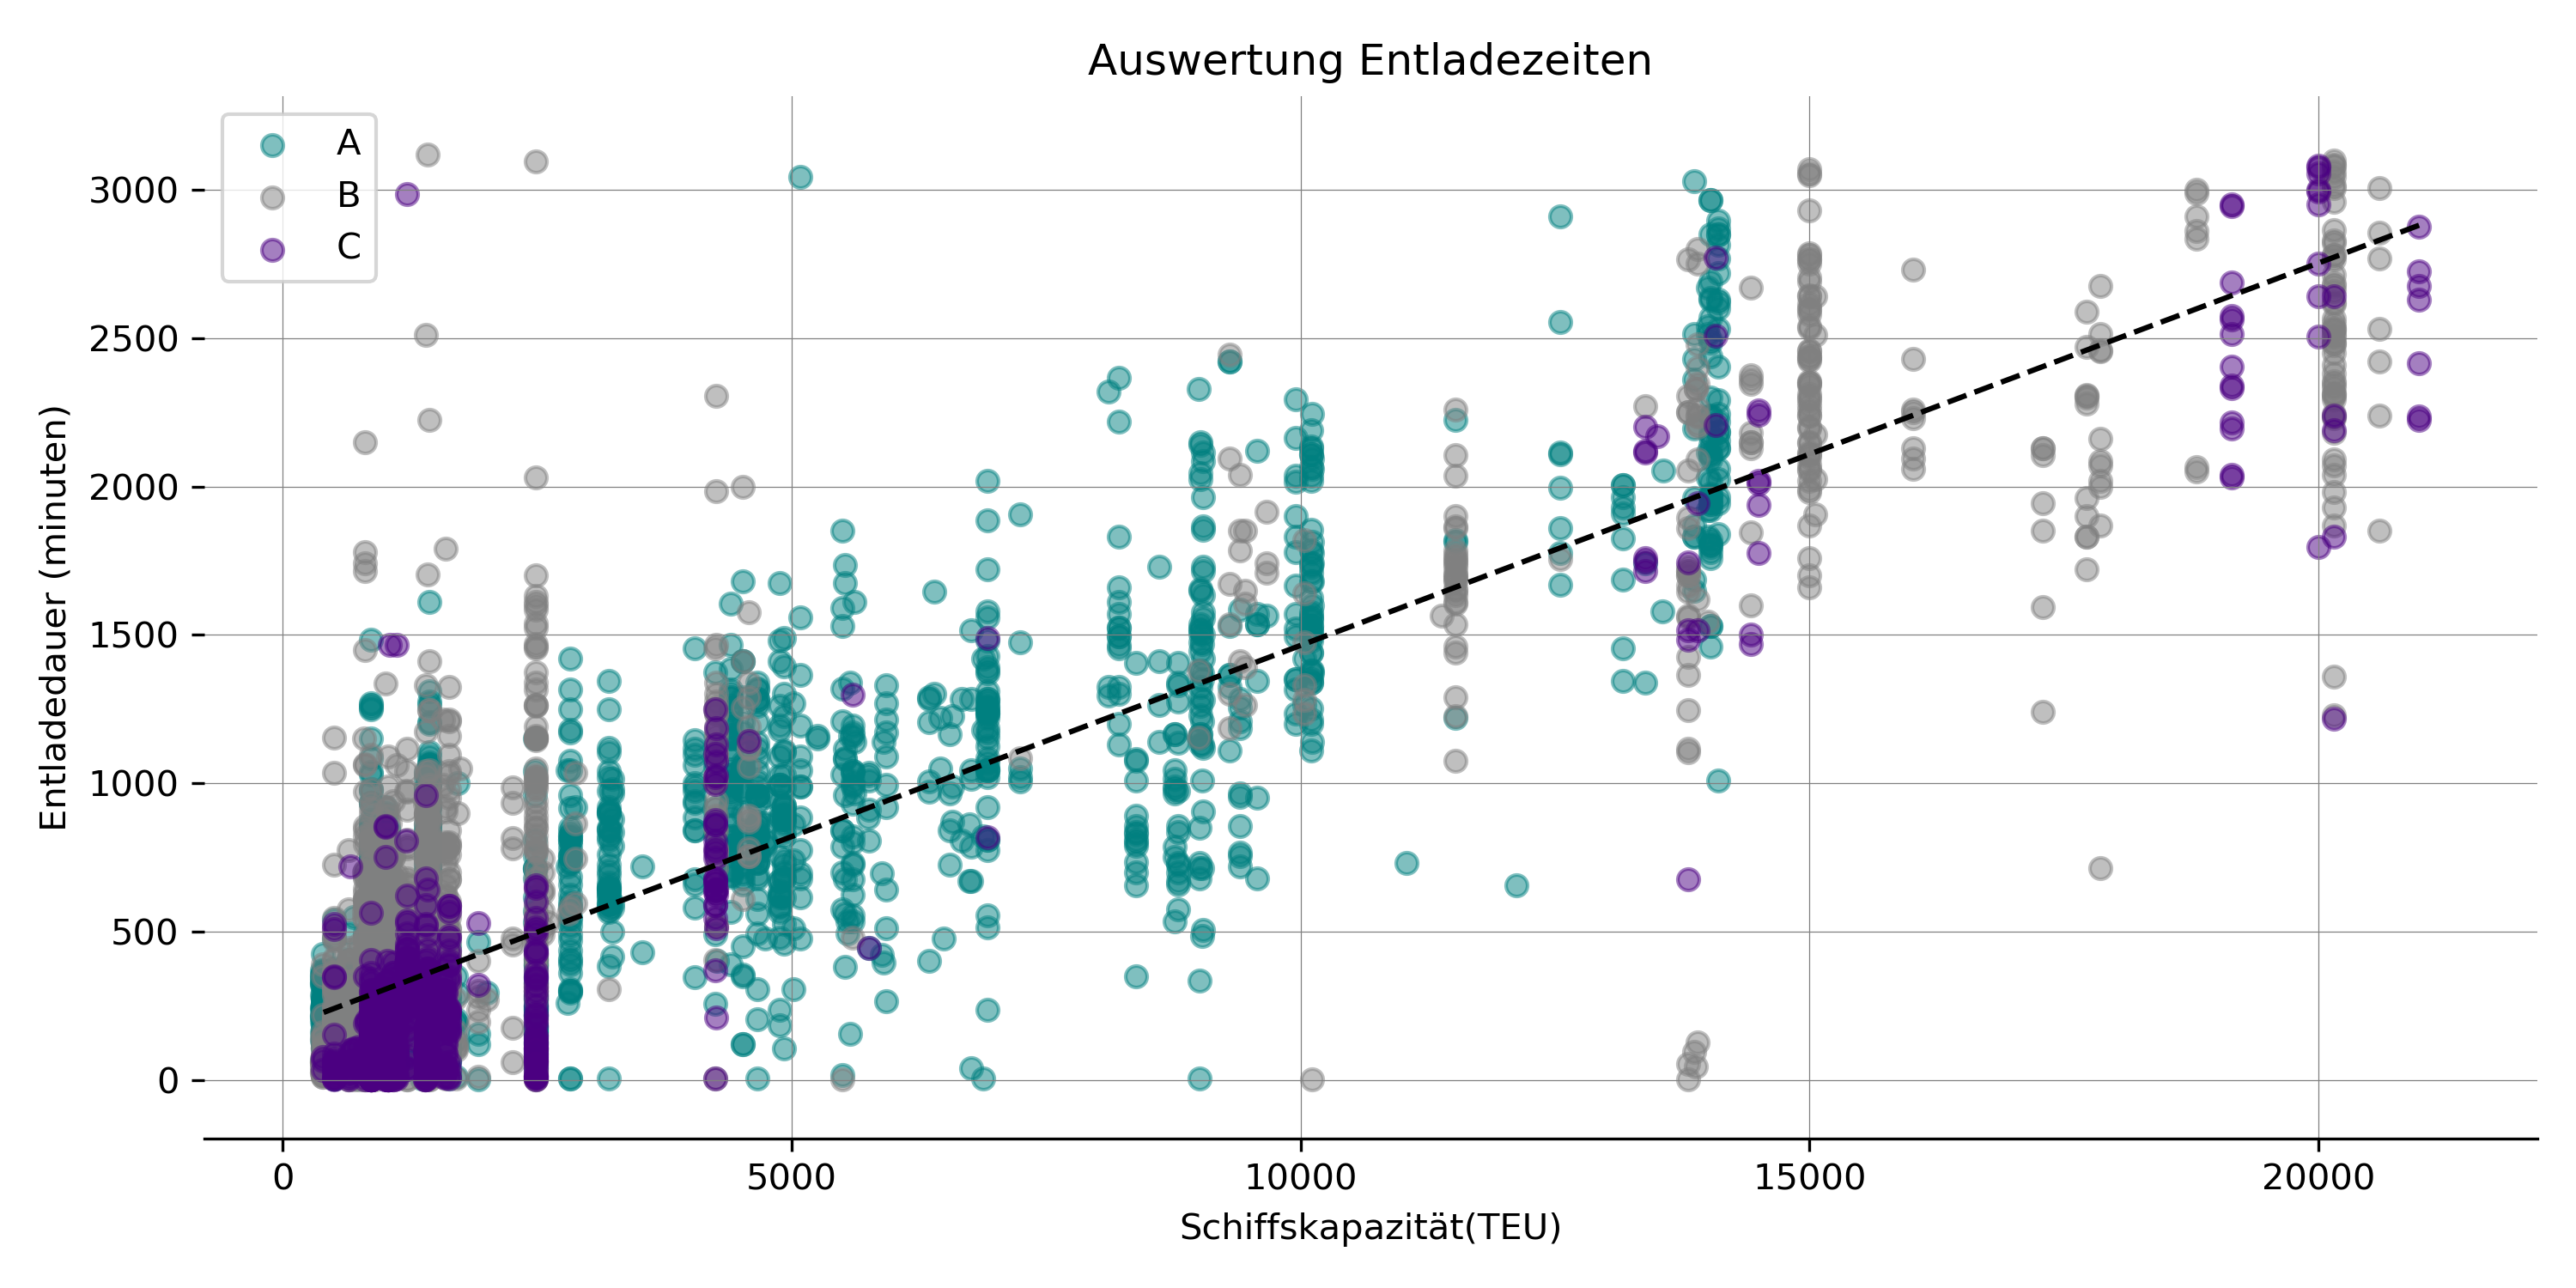 Auswertung Entladezeiten
A
B
C
Entladedauer (minuten)
3000
2500
2000
1500
1000
500
0
0 5000 10000 15000 20000
Schiffskapazität(TEU)